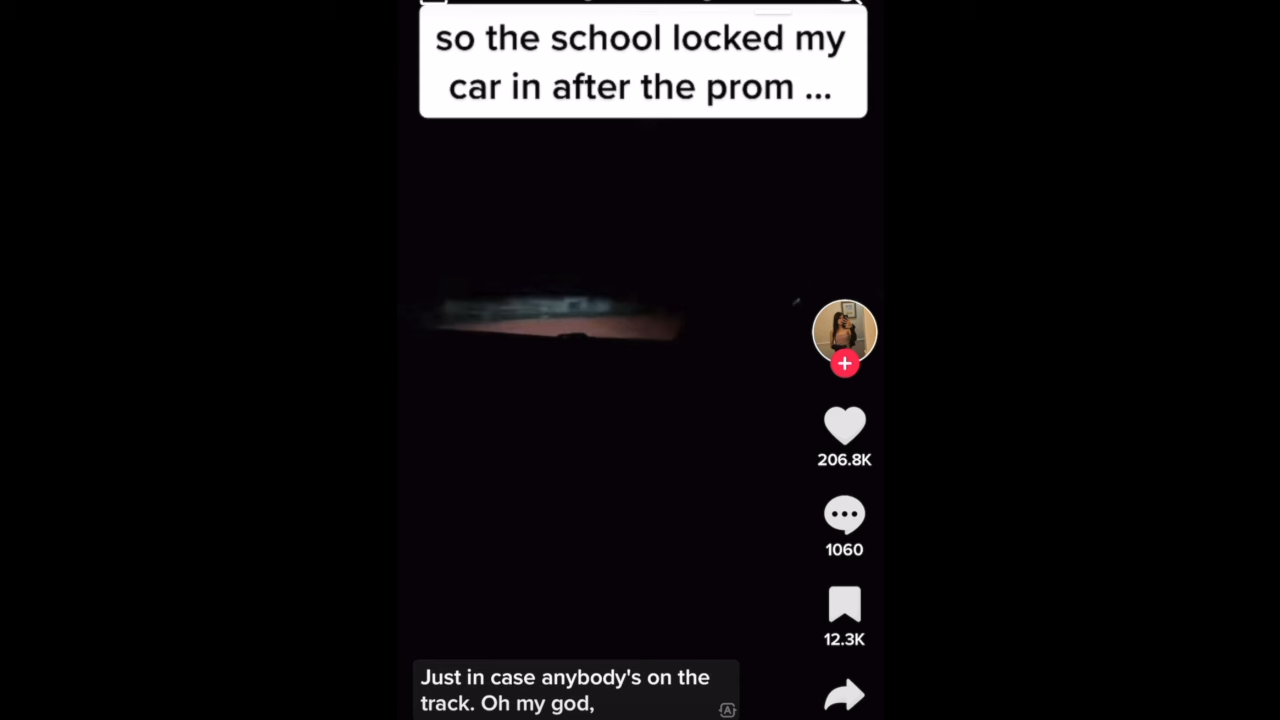 so the school locked my
car in after the prom ...
206.8K
1060
12.3K
Just in case anybody's on the
track. Oh my god,